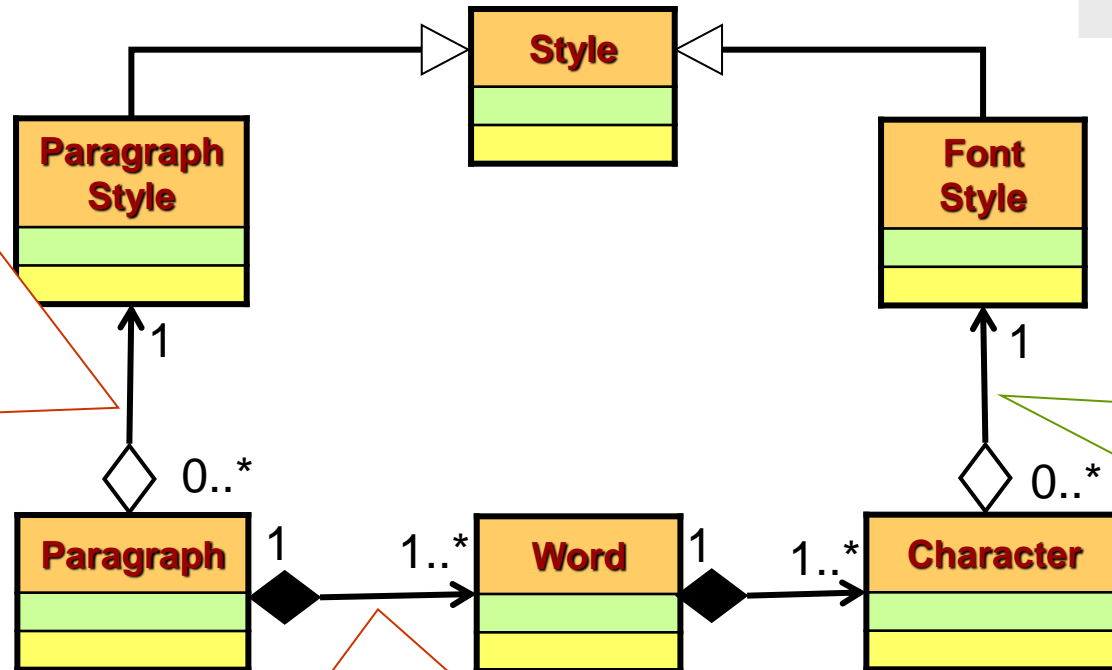 Style
Paragraph
Style
Font
Style
1
1
0..*
0..*
Paragraph
1
1..*
Word
1
1..*
Character